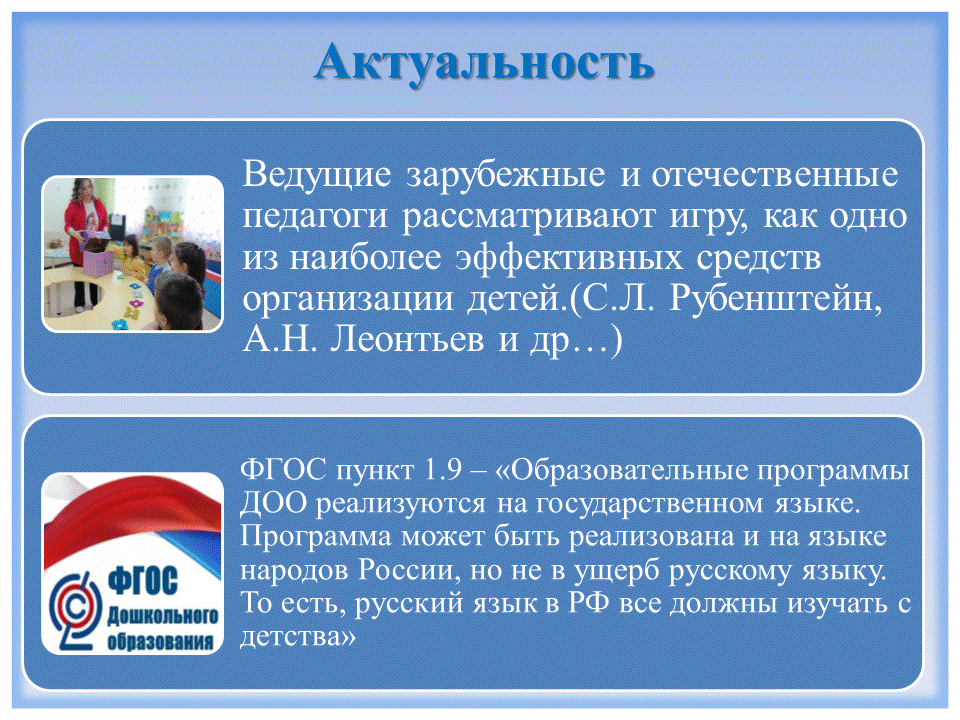 Актуальность
Ведущие зарубежные и отечественные
педагоги рассматривают игру, как одно
из наиболее эффективных средств
организации детей.(С.Л. Рубенштейн,
А.Н. Леонтьев и др…)
ФГОС пункт 1.9 – «Образовательные программы
ДОО реализуются на государственном языке.
Программа может быть реализована и на языке
народов России, но не в ущерб русскому языку.
То есть, русский язык в РФ все должны изучать с
детства»
ФГОС
Дошкольного
образования